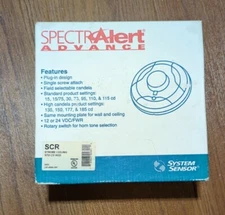 SPECTRAlert
ADVANCE
Features
• Plug-in design
• Single screw attach
• Field selectable candela
• Standard product settings:
15, 15/75, 30, 75, 95, 110, & 115 cd
• High candela product settings:
135, 150, 177, & 185 cd
• Same mounting plate for wall and ceiling
• 12 or 24 VDC/FWR
• Rotary switch for horn tone selection
SCR
SYSTEM
SENSOR